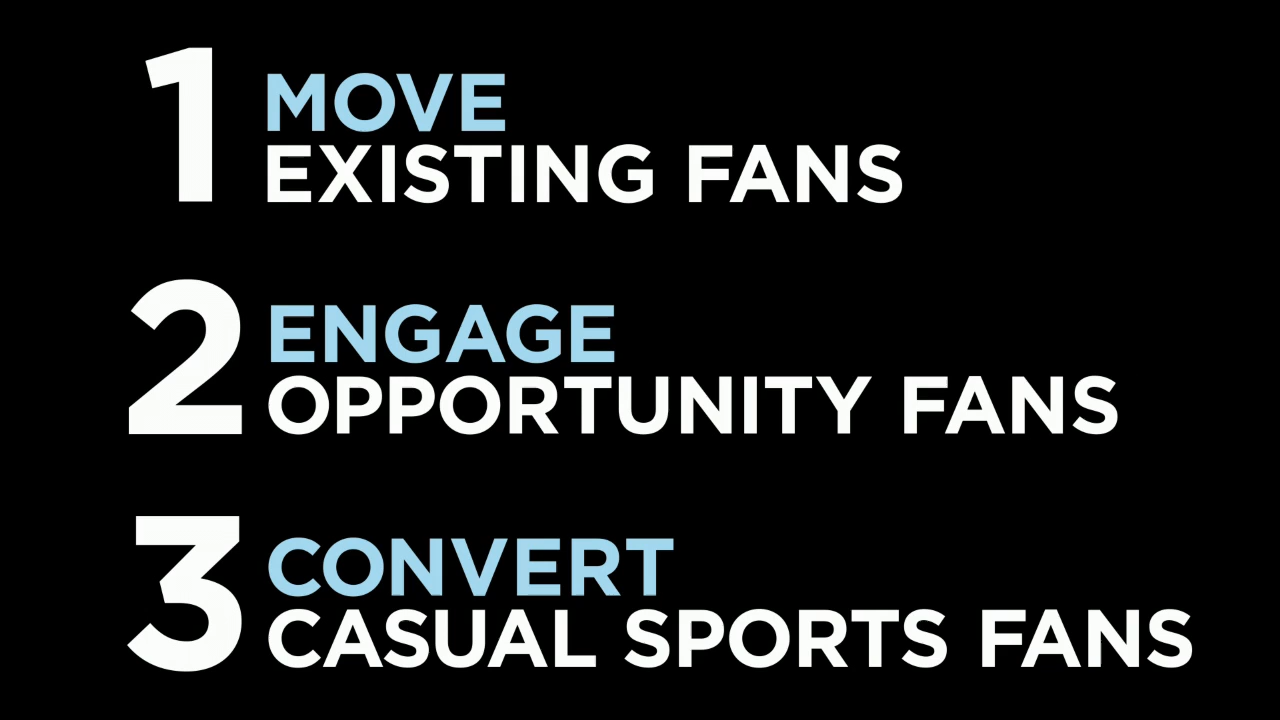 1 MOVE
EXISTING FANS
2 ENGAGE
OPPORTUNITY FANS
3 CONVERT
CASUAL SPORTS FANS